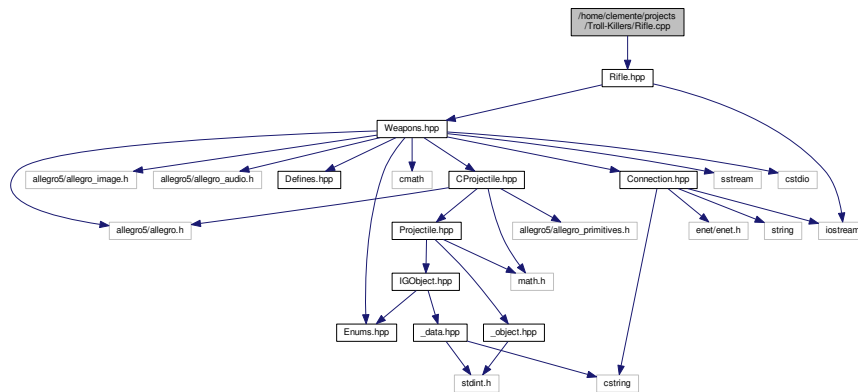 /home/clemente/projects
/Troll-Killers/Rifle.cpp
Rifle.hpp
Weapons.hpp
allegro5/allegro_image.h
allegro5/allegro_audio.h
Defines.hpp
cmath
CProjectile.hpp
Connection.hpp
sstream
cstdio
allegro5/allegro.h
Projectile.hpp
allegro5/allegro_primitives.h
enet/enet.h
string
iostream
IGObject.hpp
math.h
Enums.hpp
_data.hpp
_object.hpp
stdint.h
cstring